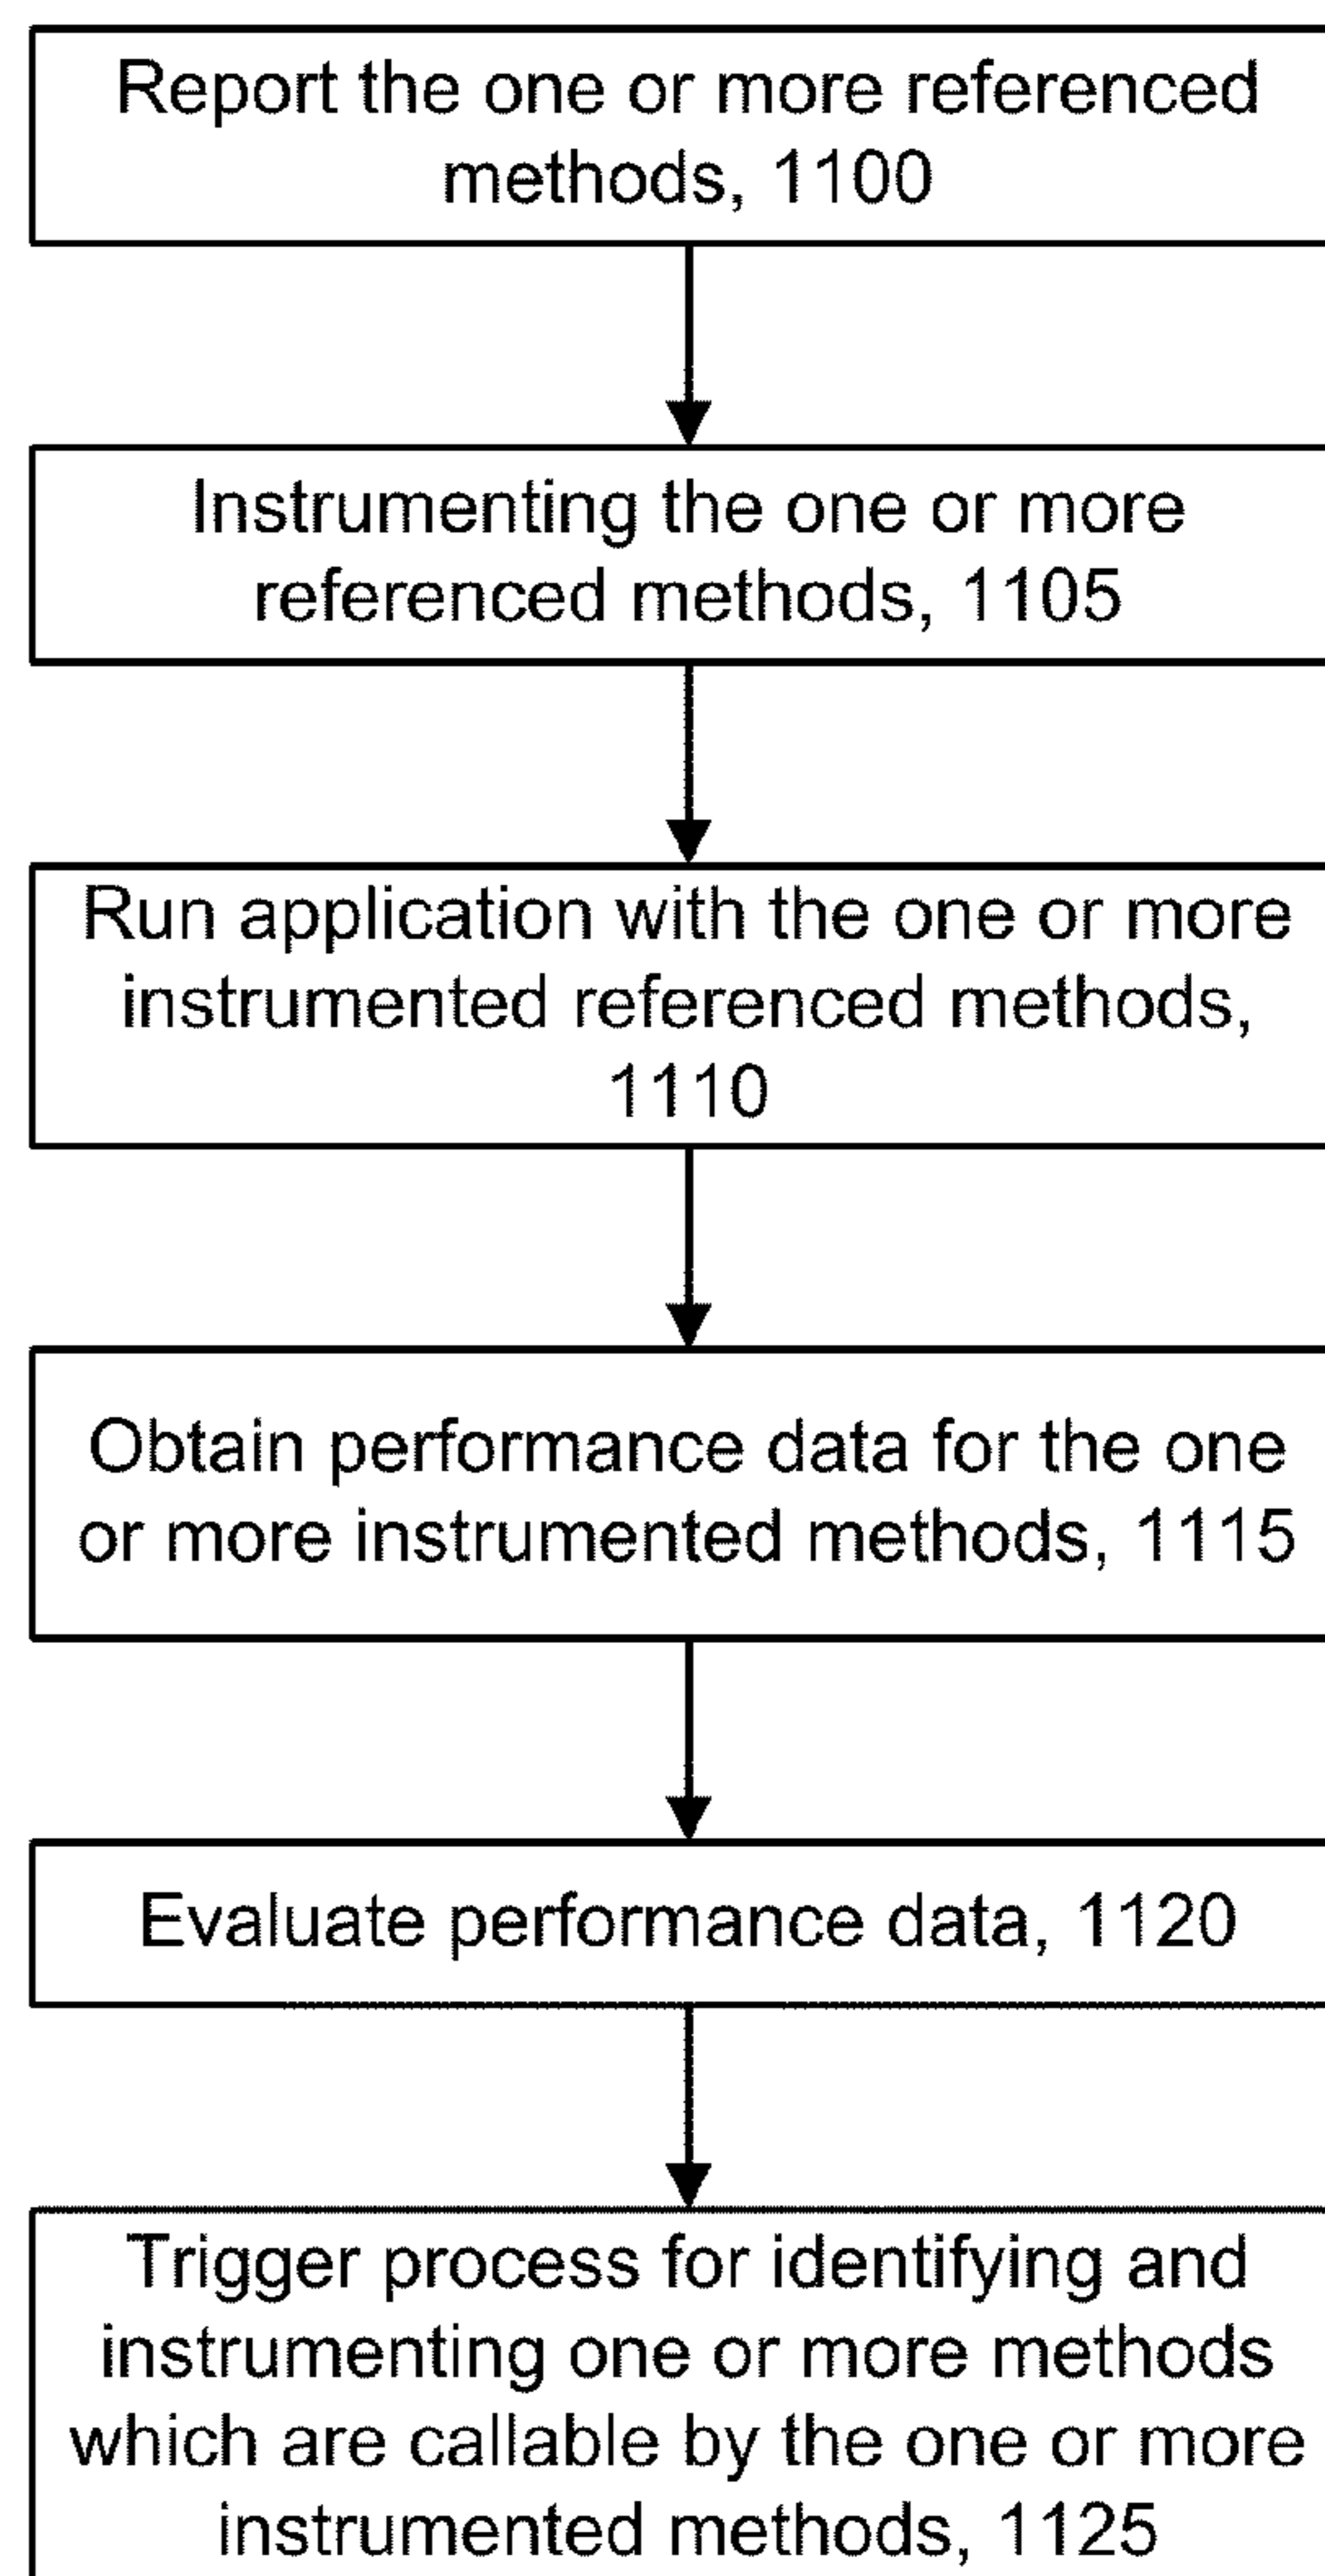 Report the one or more referenced
methods, 1100
Instrumenting the one or more
referenced methods, 1105
Run application with the one or more
instrumented referenced methods,
1110
Obtain performance data for the one
or more instrumented methods, 1115
Evaluate performance data, 1120
Trigger process for identifying and
instrumenting one or more methods
which are callable by the one or more
instrumented methods, 1125